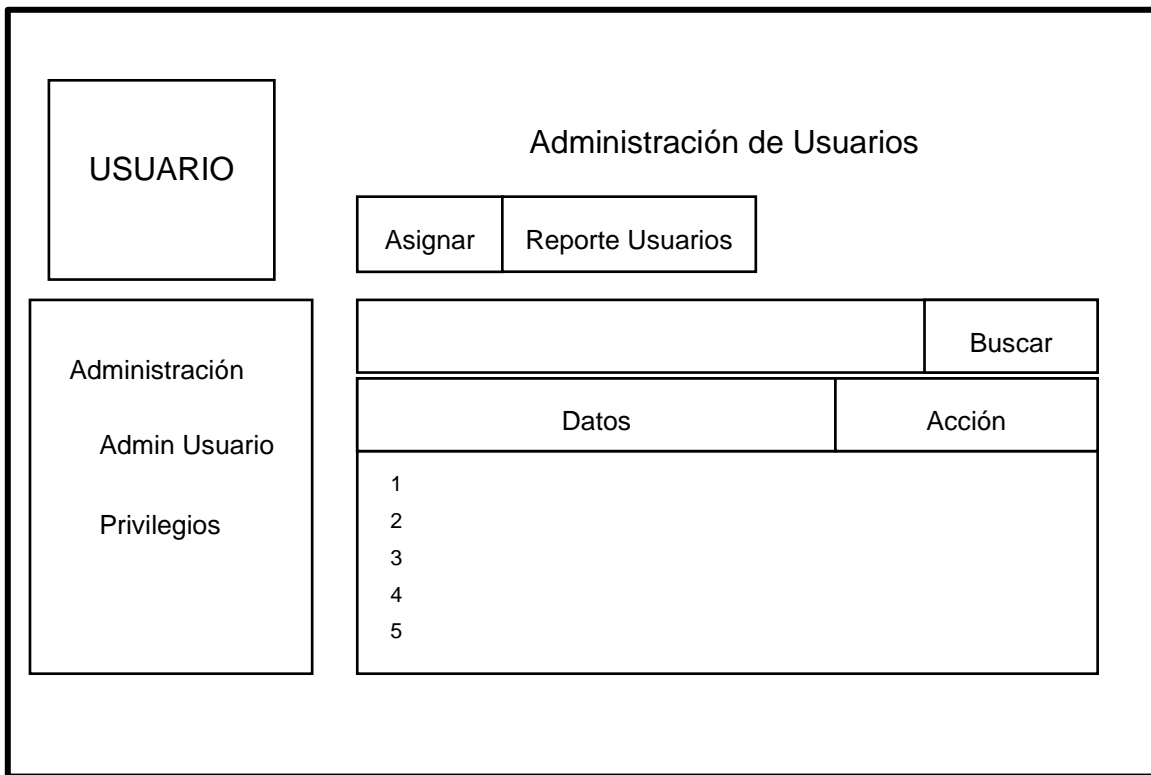 USUARIO
Administración de Usuarios
Asignar
Reporte Usuarios
Administración
Admin Usuario
Privilegios
Buscar
Datos
Acción
1
2
3
4
5